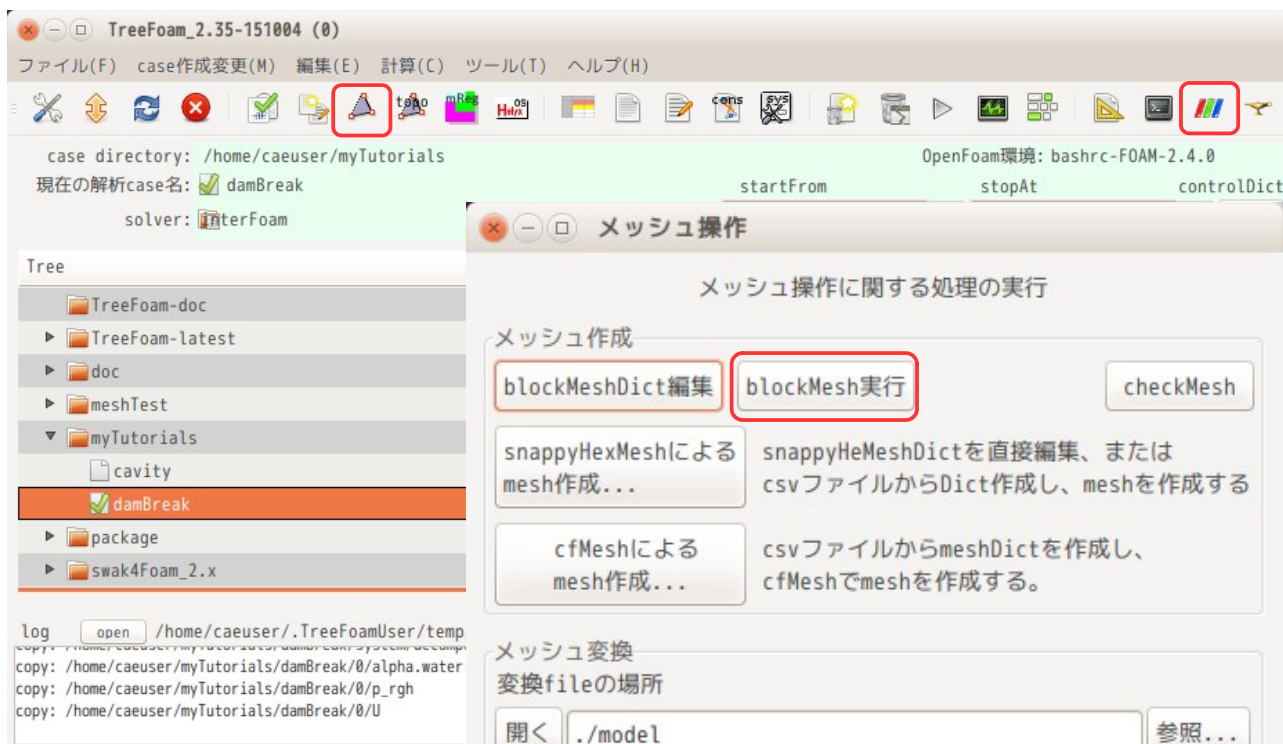 TreeFoam_2.35-151004 (0)
ファイル(F) case作成変更(M) 編集(E) 計算(C) ツール(T) ヘルプ(H)
topo mReg Helyx OS cons SYS
case directory: /home/caeuser/myTutorials
OpenFoam環境: bashrc-FOAM-2.4.0
現在の解析case名: damBreak
startFrom stopAt controlDict
solver: interFoam
Tree
TreeFoam-doc
TreeFoam-latest
doc
meshTest
myTutorials
cavity
damBreak
package
swak4Foam_2.x
log open /home/caeuser/.TreeFoamUser/temp
copy: /home/caeuser/myTutorials/damBreak/system/decomp
copy: /home/caeuser/myTutorials/damBreak/0/alpha.water
copy: /home/caeuser/myTutorials/damBreak/0/p_rgh
copy: /home/caeuser/myTutorials/damBreak/0/U
メッシュ操作
メッシュ操作に関する処理の実行
メッシュ作成
blockMeshDict編集 blockMesh実行 checkMesh
snappyHexMeshによる
mesh作成...
snappyHeMeshDictを直接編集、または
csvファイルからDict作成し、meshを作成する
cfMeshによる
mesh作成...
csvファイルからmeshDictを作成し、
cfMeshでmeshを作成する。
メッシュ変換
変換fileの場所
開く ./model 参照...